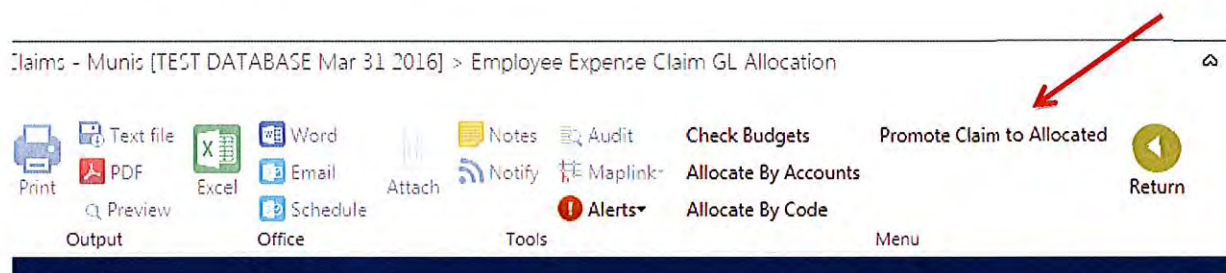 Claims - Munis [TEST DATABASE Mar 31 2016] > Employee Expense Claim GL Allocation
Print
Text file
PDF
Preview
Output
Excel
Word
Email
Schedule
Office
Attach
Notes
Notify
Audit
Maplink
Alerts
Tools
Check Budgets
Allocate By Accounts
Allocate By Code
Promote Claim to Allocated
Menu
Return